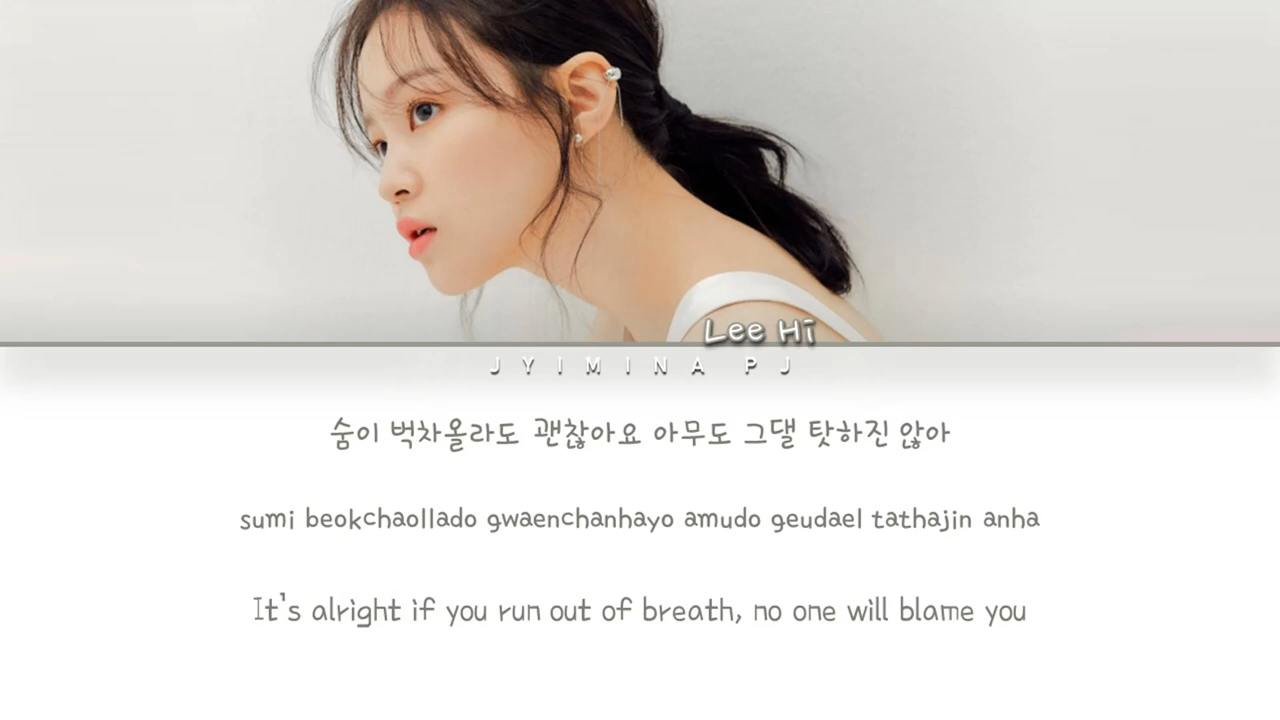 Lee Hi
JYIMINA PJ
숨이 벅차올라도 괜찮아요 아무도 그댈 탓하진 않아
sumi beokchaollado gwaenchanhayo amudo geudael tathajin anha
It's alright if you run out of breath, no one will blame you